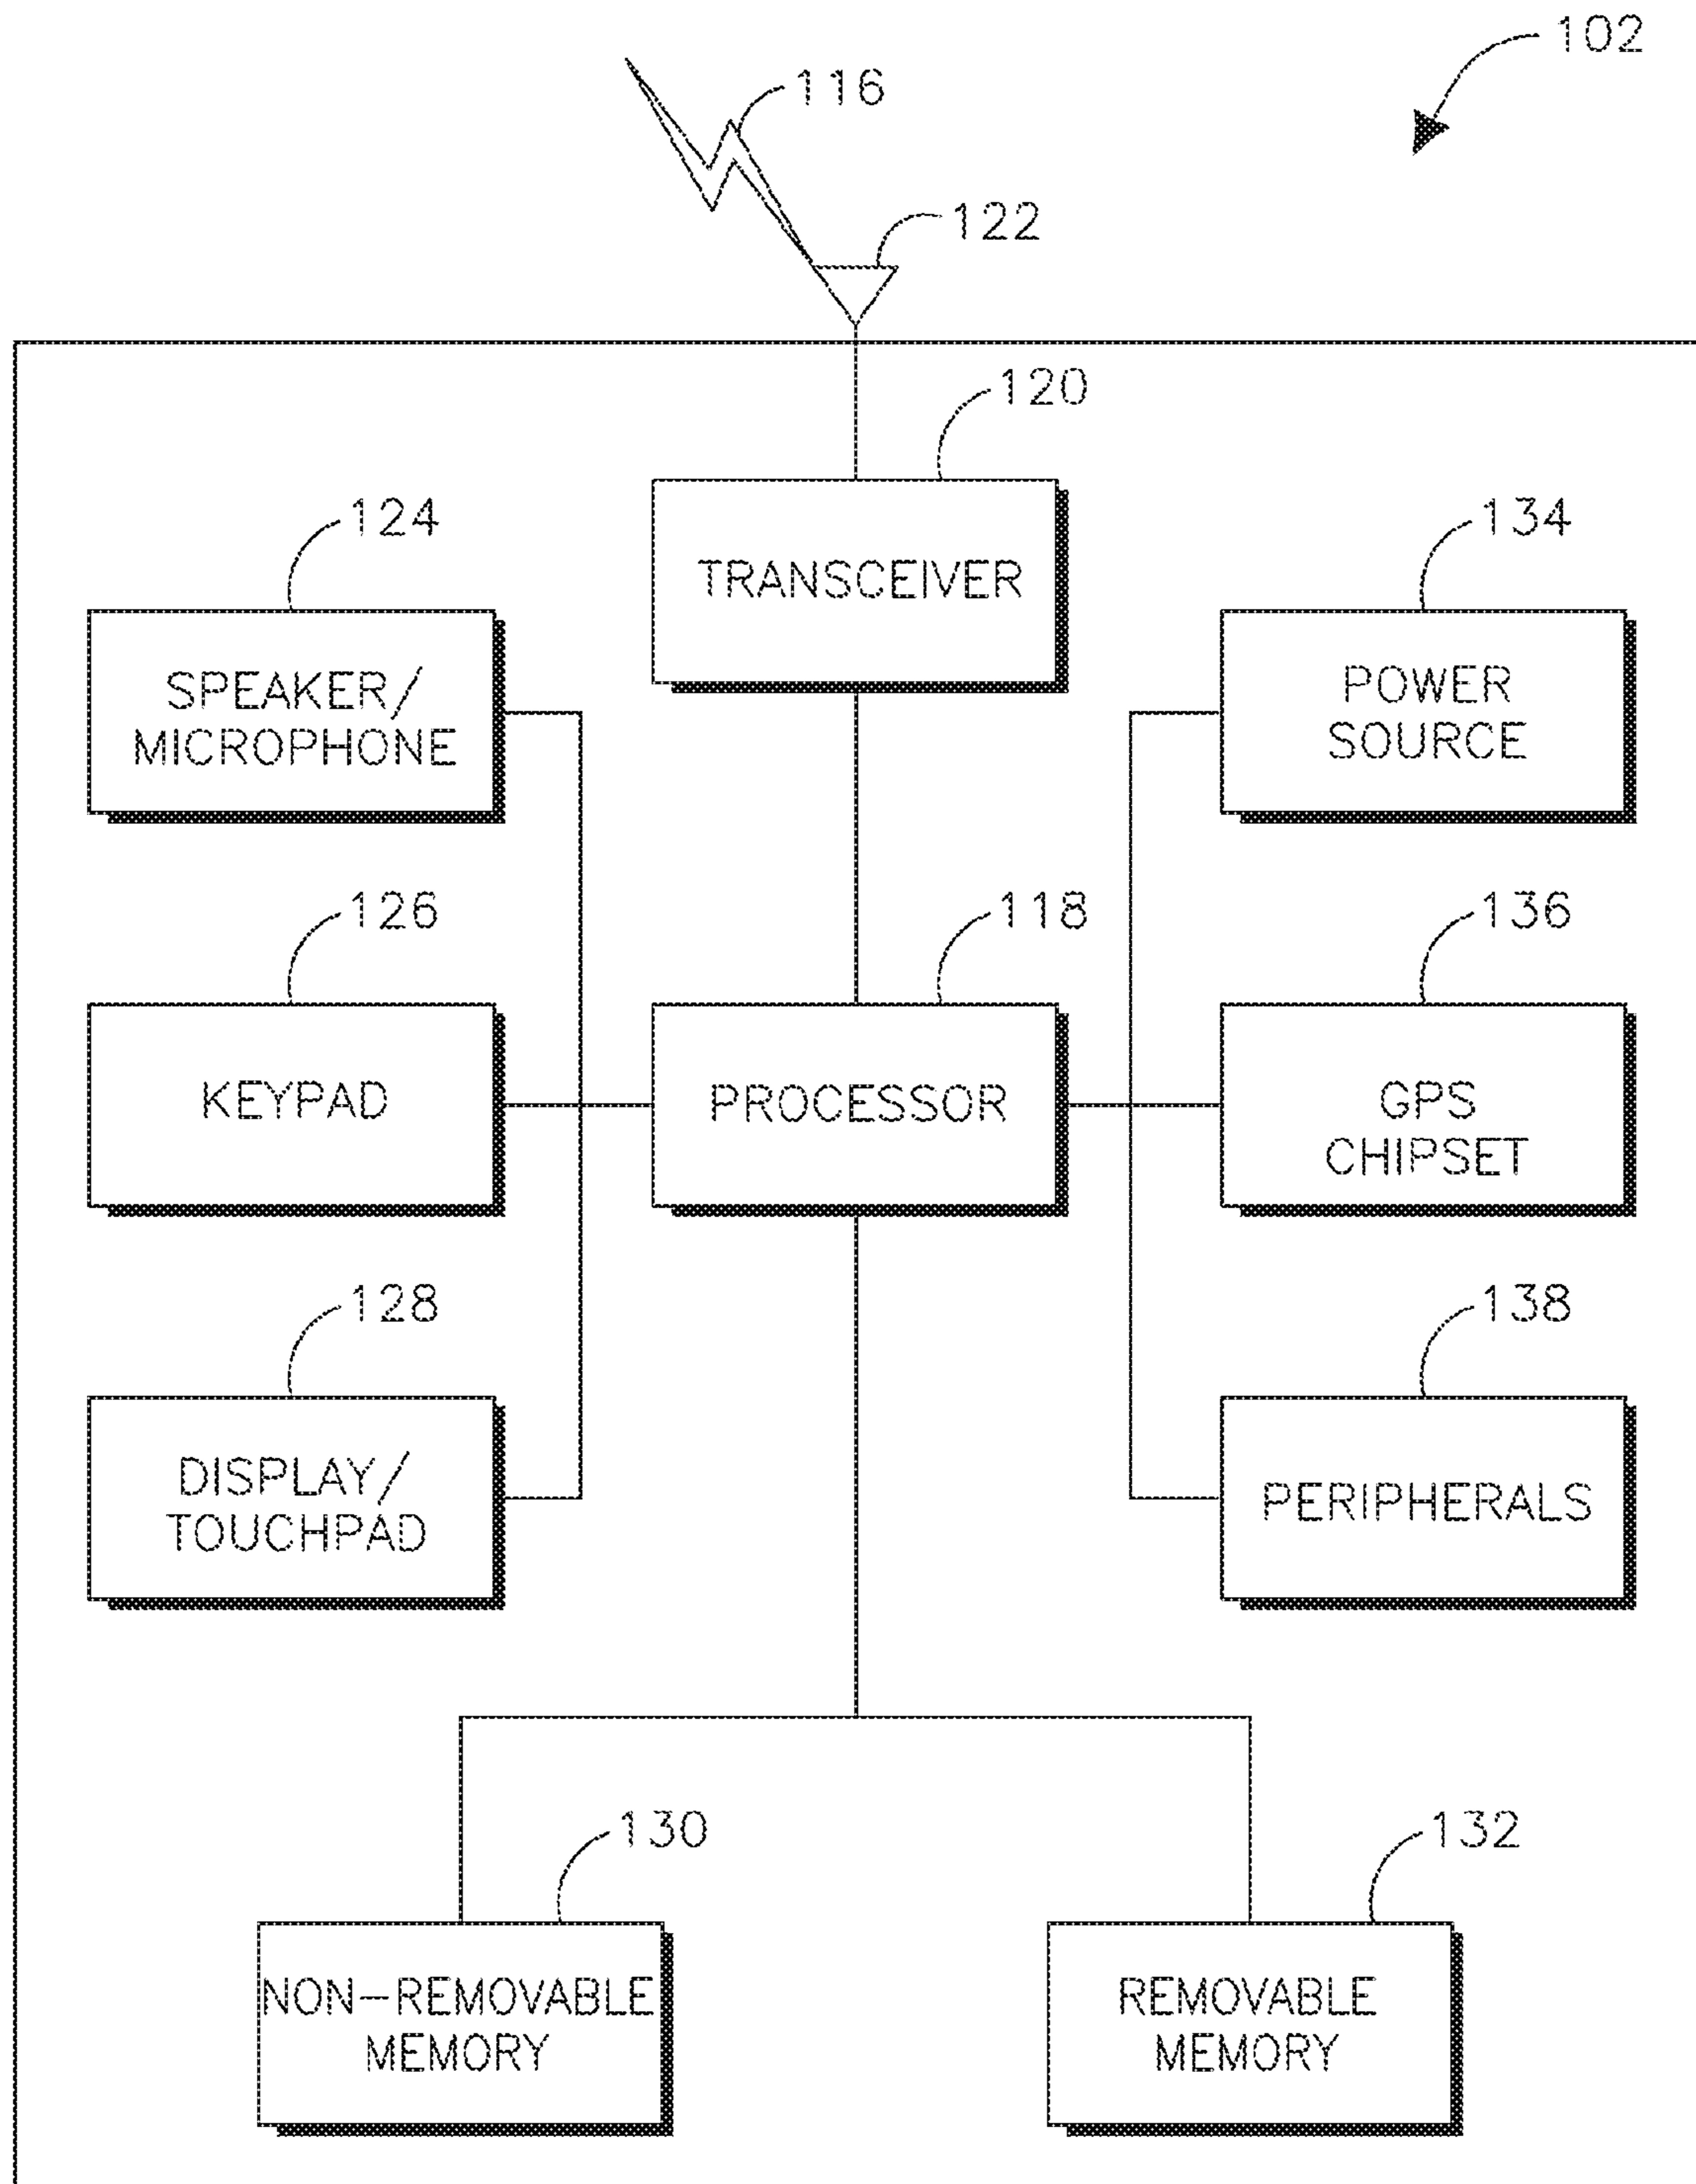 102
116
122
120
TRANSCEIVER
124
SPEAKER/
MICROPHONE
134
POWER
SOURCE
126
KEYPAD
118
PROCESSOR
136
GPS
CHIPSET
128
DISPLAY/
TOUCHPAD
138
PERIPHERALS
130
NON-REMOVABLE
MEMORY
132
REMOVABLE
MEMORY